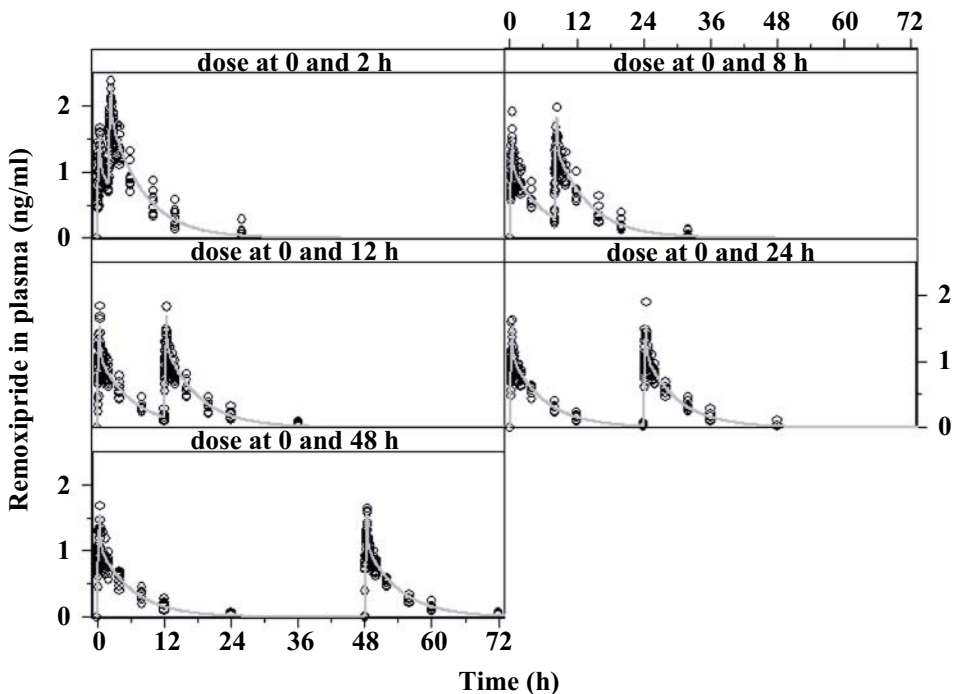 0 12 24 36 48 60 72
dose at 0 and 2 h
dose at 0 and 8 h
2
1
0
dose at 0 and 12 h
dose at 0 and 24 h
2
1
0
dose at 0 and 48 h
2
1
0
0 12 24 36 48 60 72
Remoxipride in plasma (ng/ml)
Time (h)